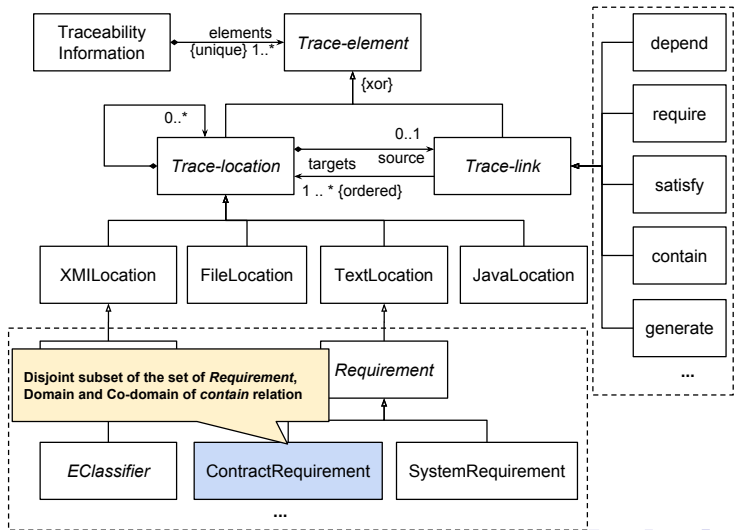 Traceability
Information
elements
{unique} 1..*
Trace-element
depend
{xor}
0..*
require
Trace-location
0..1
source
targets
1 .. * {ordered}
Trace-link
satisfy
XMILocation
FileLocation
TextLocation
JavaLocation
contain
generate
...
Disjoint subset of the set of Requirement,
Domain and Co-domain of contain relation
Requirement
EClassifier
ContractRequirement
SystemRequirement
...